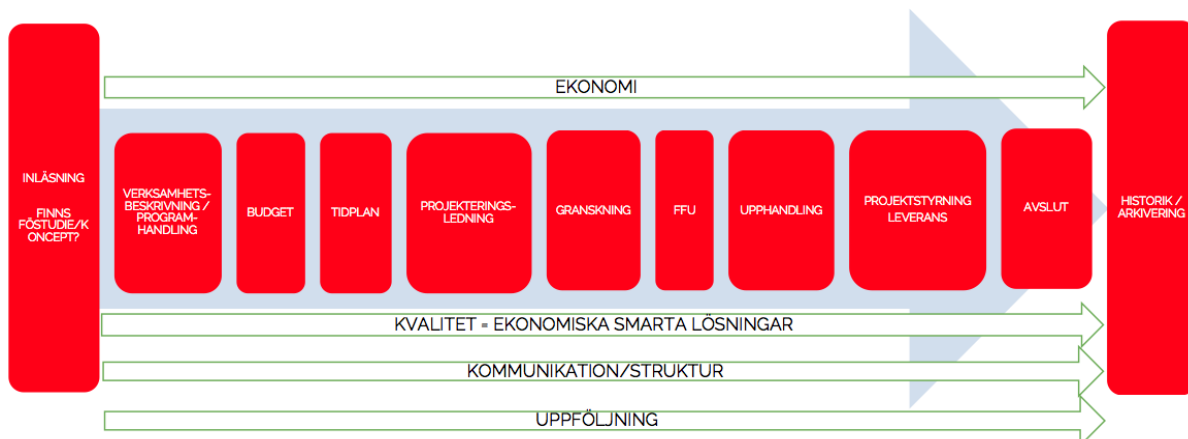 INLÄSNING
FINNS
FÖSTUDIE/K
ONCEPT?
EKONOMI
VERKSAMHETS-
BESKRIVNING /
PROGRAM-
HANDLING
BUDGET
TIDPLAN
PROJEKTERINGS-
LEDNING
GRANSKNING
FFU
UPPHANDLING
PROJEKTSTYRNING
LEVERANS
AVSLUT
HISTORIK /
ARKIVERING
KVALITET = EKONOMISKA SMARTA LÖSNINGAR
KOMMUNIKATION/STRUKTUR
UPPFÖLJNING